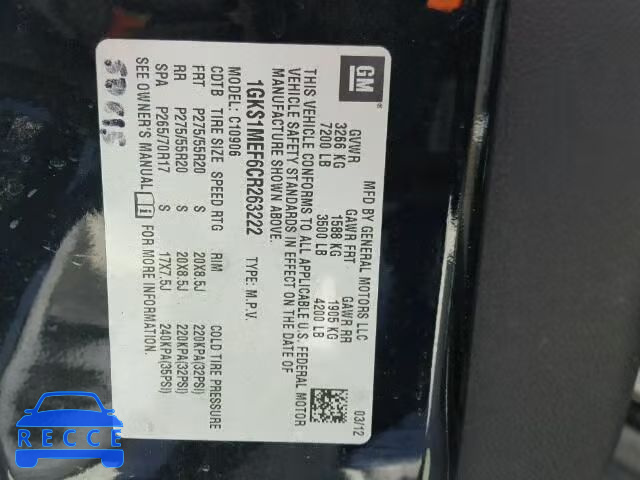 GM
MFD BY GENERAL MOTORS LLC
03/12
GVWR GAWR FRT GAWR RR
3266 KG 1588 KG 1905 KG
7200 LB 3500 LB 4200 LB
THIS VEHICLE CONFORMS TO ALL APPLICABLE U.S. FEDERAL MOTOR
VEHICLE SAFETY STANDARDS IN EFFECT ON THE DATE OF
MANUFACTURE SHOWN ABOVE.
1GKS1MEF6CR263222 TYPE: M.P.V.
MODEL: C10906
CDTB TIRE SIZE SPEED RTG RIM COLD TIRE PRESSURE
FRT P275/55R20 S 20X8.5J 220KPA(32PSI)
RR P275/55R20 S 20X8.5J 220KPA(32PSI)
SPA P265/70R17 S 17X7.5J 240KPA(35PSI)
SEE OWNER'S MANUAL FOR MORE INFORMATION.
RECCE